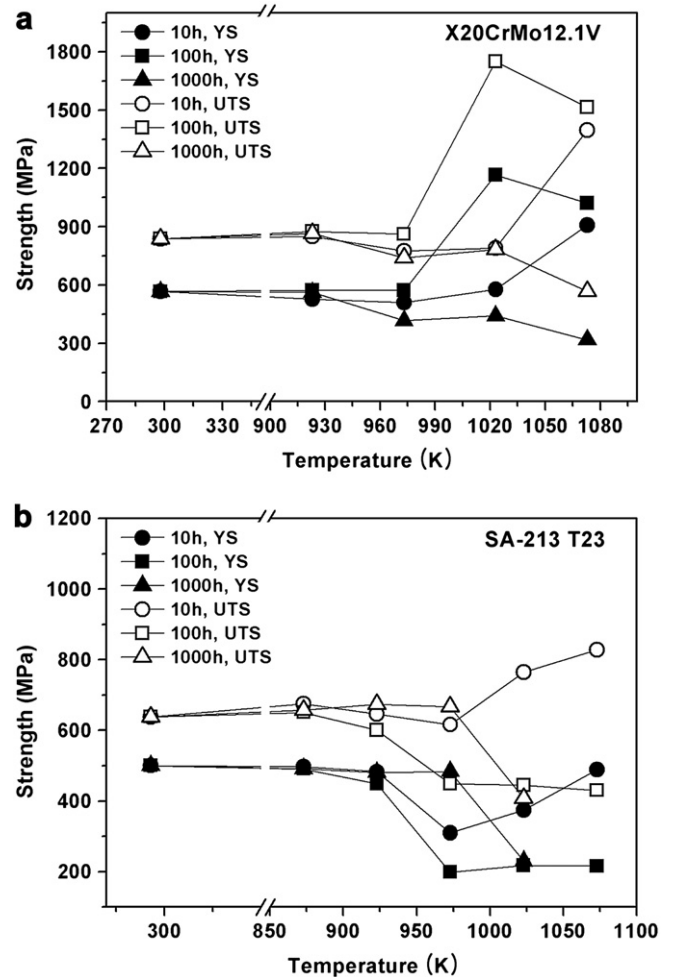 a
X20CrMo12.1V
10h, YS
100h, YS
1000h, YS
10h, UTS
100h, UTS
1000h, UTS
Strength (MPa)
1800
1500
1200
900
600
300
0
270 300 330 900 930 960 990 1020 1050 1080
Temperature (K)
b
SA-213 T23
10h, YS
100h, YS
1000h, YS
10h, UTS
100h, UTS
1000h, UTS
Strength (MPa)
1200
1000
800
600
400
200
300 850 900 950 1000 1050 1100
Temperature (K)